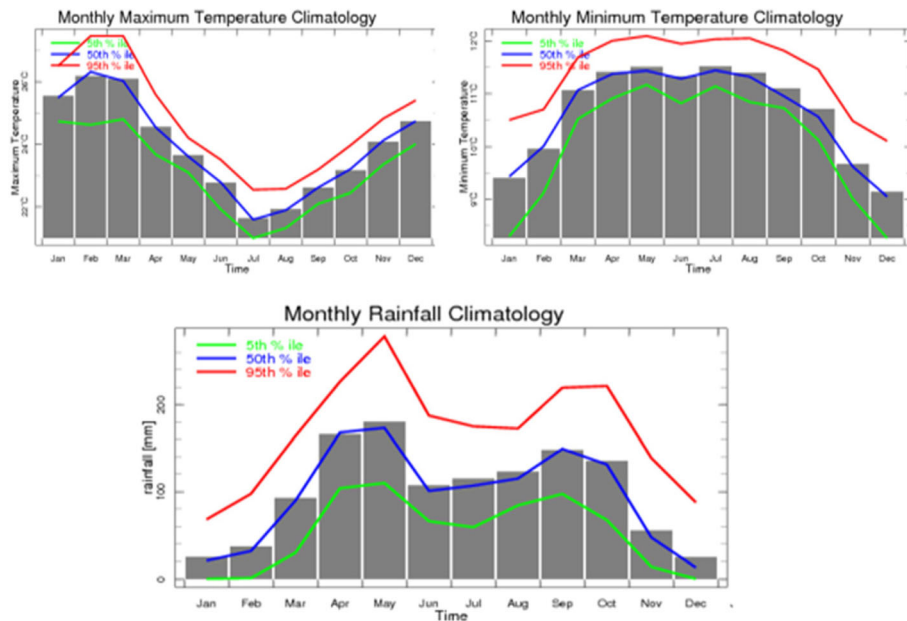 Monthly Maximum Temperature Climatology
5th % ile
50th % ile
95th % ile
26°C
24°C
22°C
Maximum Temperature
Jan Feb Mar Apr May Jun Jul Aug Sep Oct Nov Dec
Time
Monthly Minimum Temperature Climatology
5th % ile
50th % ile
95th % ile
12°C
11°C
10°C
9°C
Minimum Temperature
Jan Feb Mar Apr May Jun Jul Aug Sep Oct Nov Dec
Time
Monthly Rainfall Climatology
5th % ile
50th % ile
95th % ile
200
100
0
rainfall [mm]
Jan Feb Mar Apr May Jun Jul Aug Sep Oct Nov Dec
Time